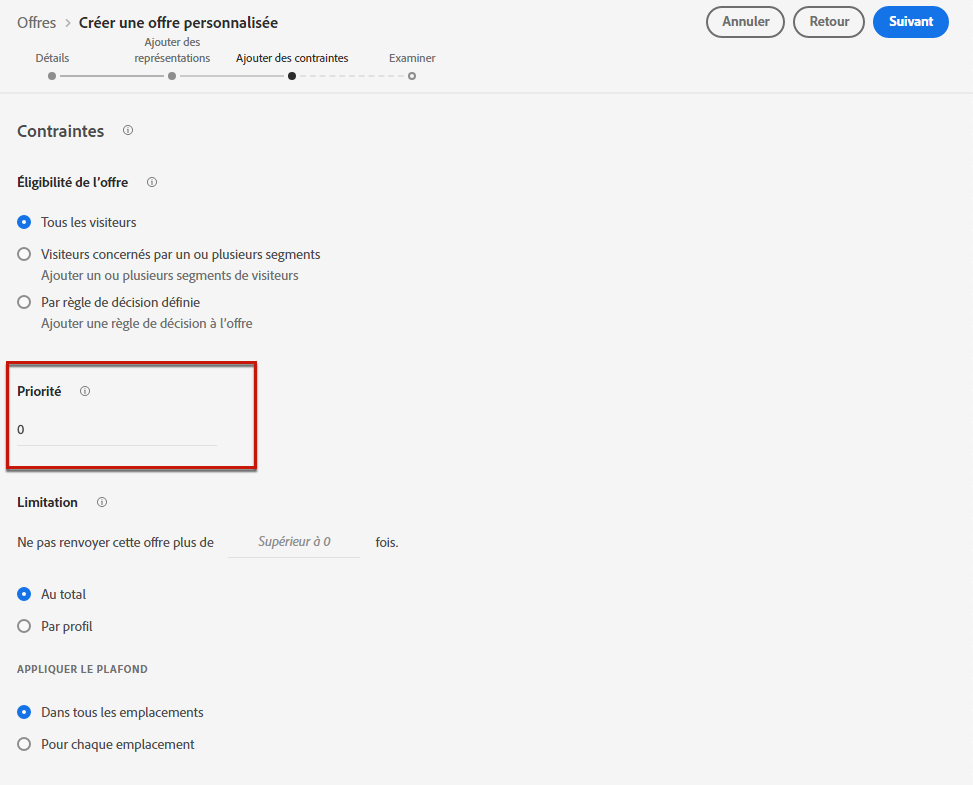 Offres > Créer une offre personnalisée
Annuler
Retour
Suivant
Détails
Ajouter des
représentations
Ajouter des contraintes
Examiner
Contraintes
Éligibilité de l'offre
Tous les visiteurs
Visiteurs concernés par un ou plusieurs segments
Ajouter un ou plusieurs segments de visiteurs
Par règle de décision définie
Ajouter une règle de décision à l'offre
Priorité
0
Limitation
Ne pas renvoyer cette offre plus de Supérieur à 0 fois.
Au total
Par profil
APPLIQUER LE PLAFOND
Dans tous les emplacements
Pour chaque emplacement